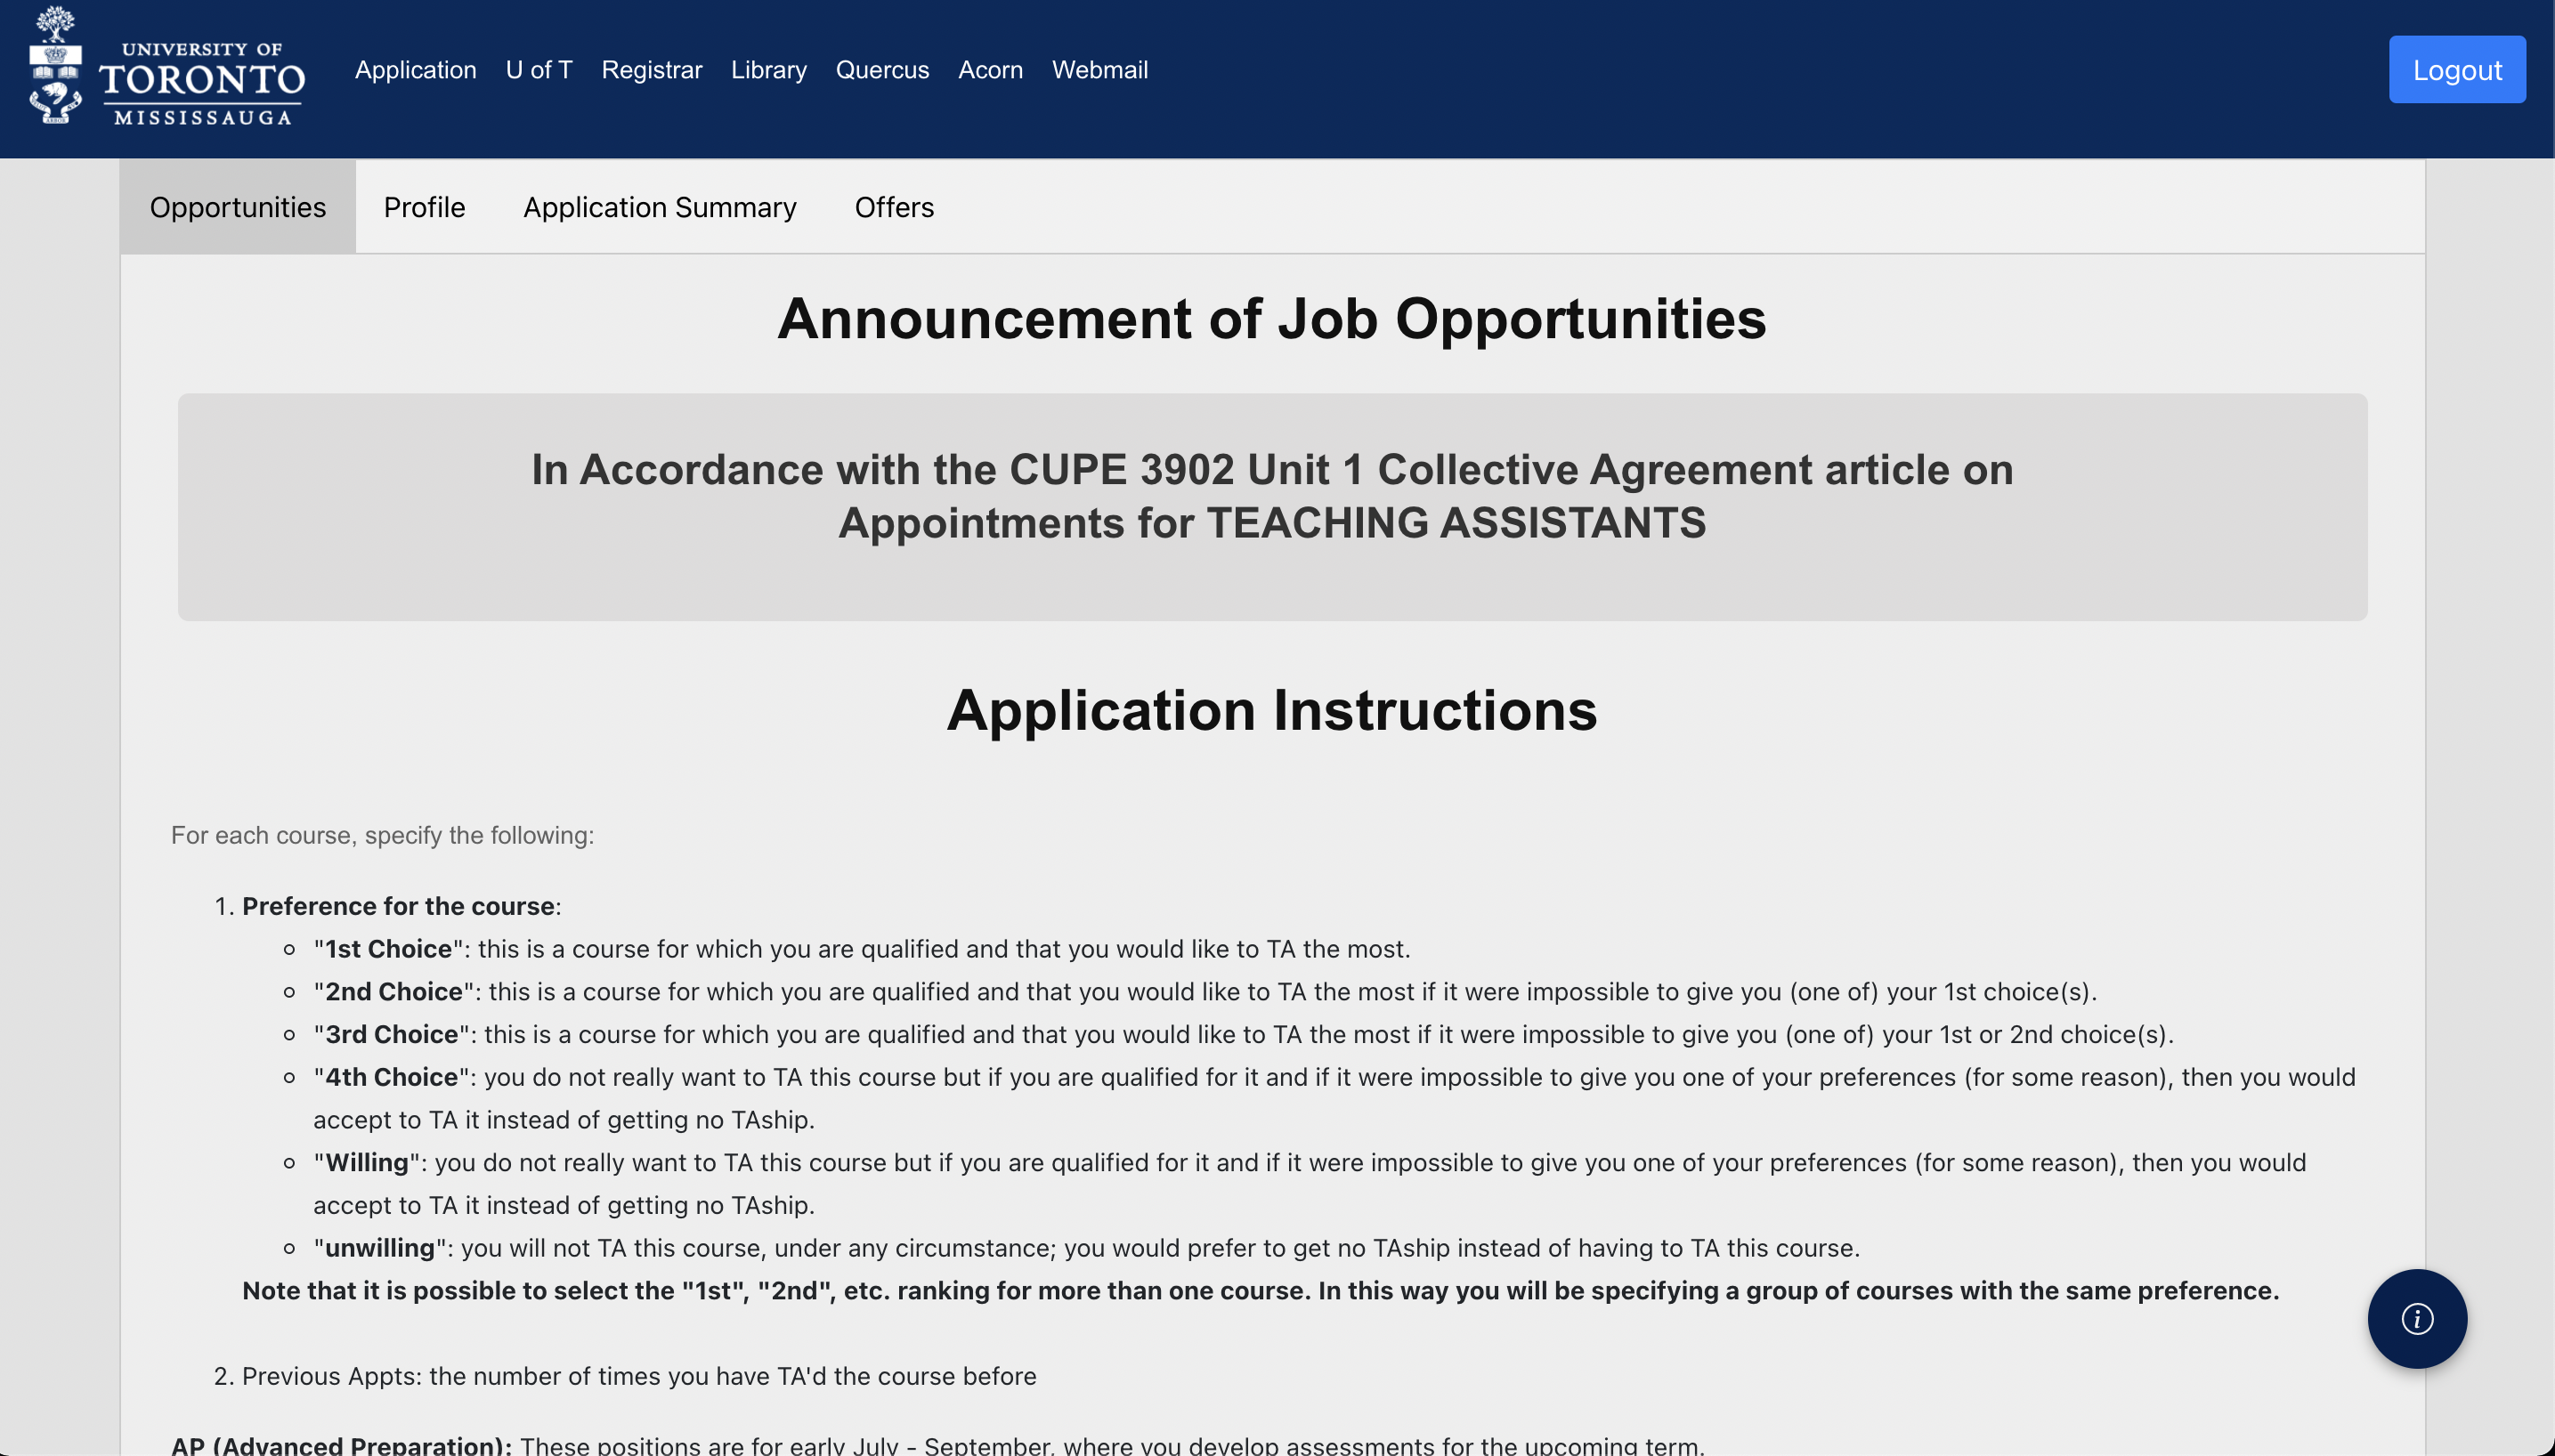 UNIVERSITY OF
TORONTO
MISSISSAUGA
Application U of T Registrar Library Quercus Acorn Webmail
Logout
Opportunities Profile Application Summary Offers
Announcement of Job Opportunities
In Accordance with the CUPE 3902 Unit 1 Collective Agreement article on
Appointments for TEACHING ASSISTANTS
Application Instructions
For each course, specify the following:
1. Preference for the course:
"1st Choice": this is a course for which you are qualified and that you would like to TA the most.
"2nd Choice": this is a course for which you are qualified and that you would like to TA the most if it were impossible to give you (one of) your 1st choice(s).
"3rd Choice": this is a course for which you are qualified and that you would like to TA the most if it were impossible to give you (one of) your 1st or 2nd choice(s).
"4th Choice": you do not really want to TA this course but if you are qualified for it and if it were impossible to give you one of your preferences (for some reason), then you would
accept to TA it instead of getting no TAship.
"Willing": you do not really want to TA this course but if you are qualified for it and if it were impossible to give you one of your preferences (for some reason), then you would
accept to TA it instead of getting no TAship.
"unwilling": you will not TA this course, under any circumstance; you would prefer to get no TAship instead of having to TA this course.
Note that it is possible to select the "1st", "2nd", etc. ranking for more than one course. In this way you will be specifying a group of courses with the same preference.
2. Previous Appts: the number of times you have TA'd the course before
AP (Advanced Preparation): These positions are for early July - September, where you develop assessments for the upcoming term.